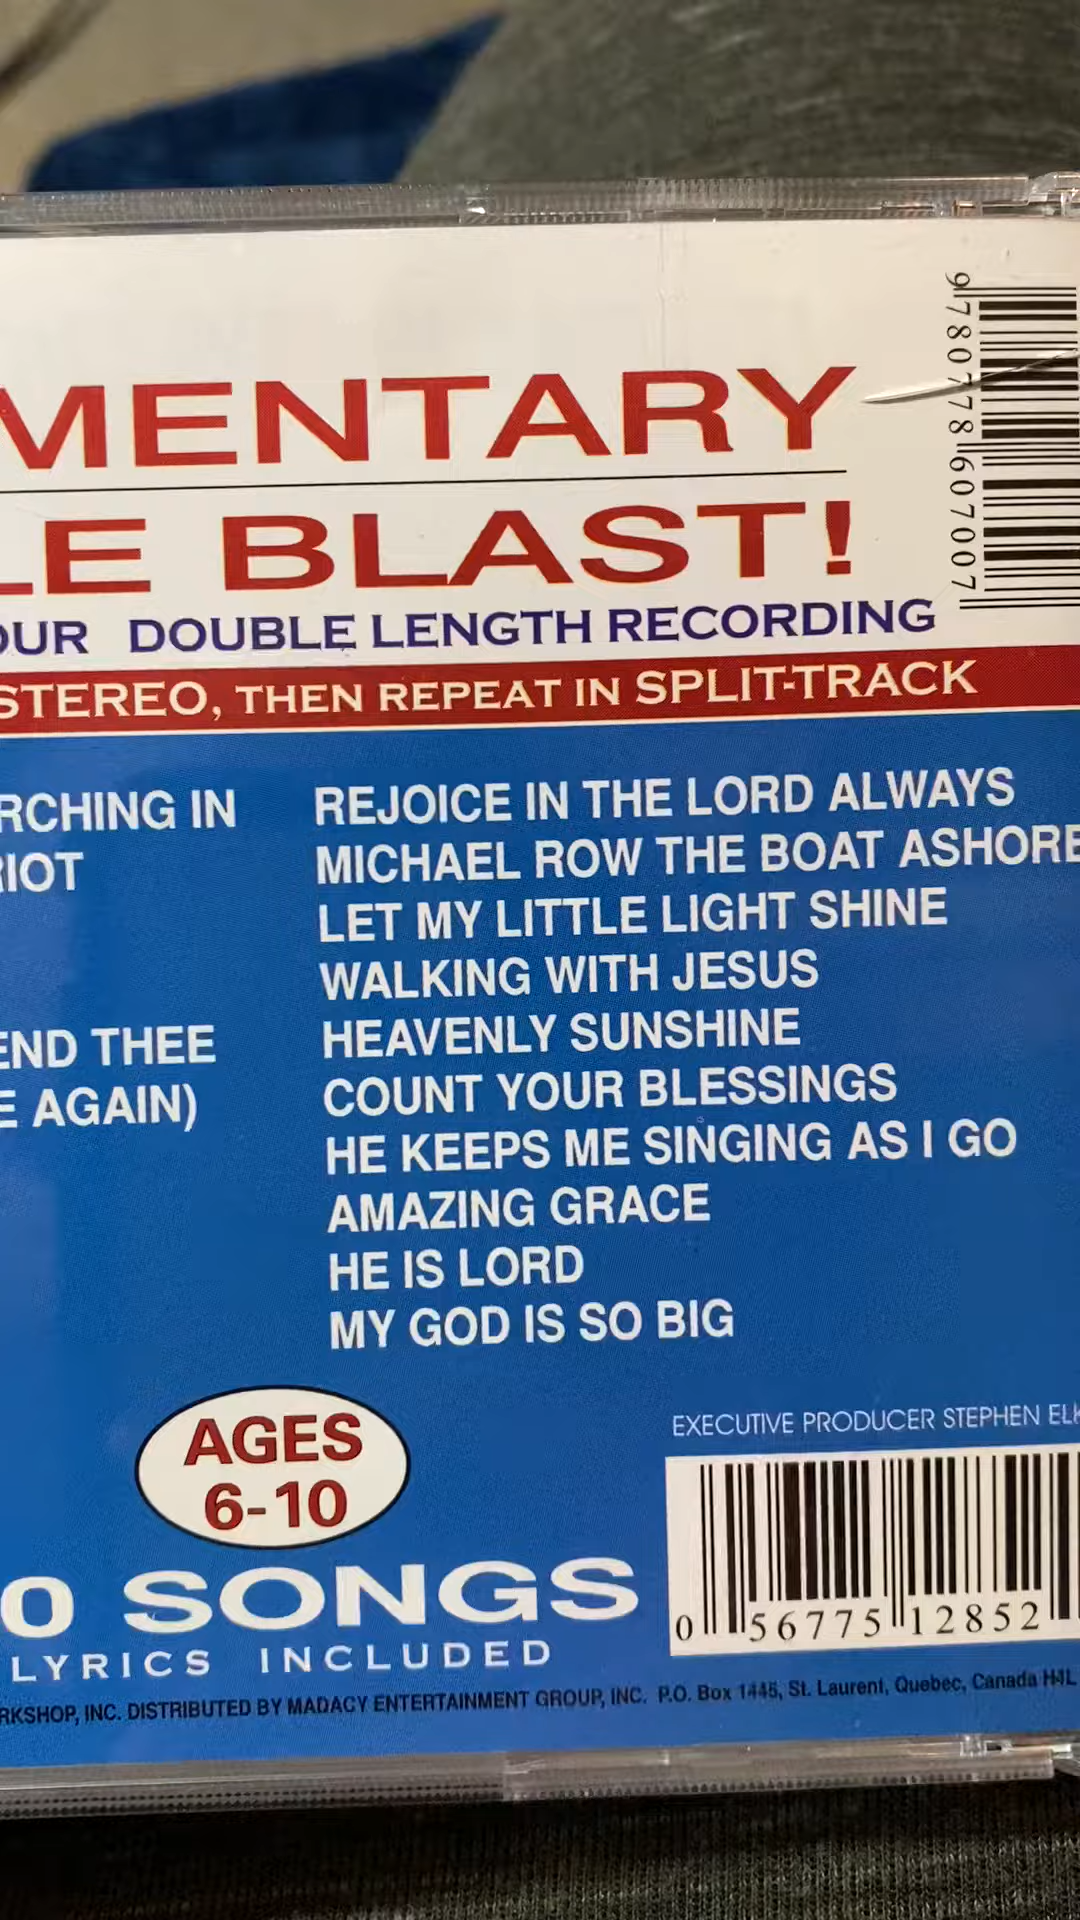 MENTARY
LE BLAST!
OUR DOUBLE LENGTH RECORDING
STEREO, THEN REPEAT IN SPLIT-TRACK
RCHING IN
RIOT
END THEE
E AGAIN)
REJOICE IN THE LORD ALWAYS
MICHAEL ROW THE BOAT ASHORE
LET MY LITTLE LIGHT SHINE
WALKING WITH JESUS
HEAVENLY SUNSHINE
COUNT YOUR BLESSINGS
HE KEEPS ME SINGING AS I GO
AMAZING GRACE
HE IS LORD
MY GOD IS SO BIG
AGES
6-10
0 SONGS
LYRICS INCLUDED
EXECUTIVE PRODUCER STEPHEN ELK
0 56775 12852
RKSHOP, INC. DISTRIBUTED BY MADACY ENTERTAINMENT GROUP, INC. P.O. Box 1445, St. Laurent, Quebec, Canada H4L
9 780778 607007